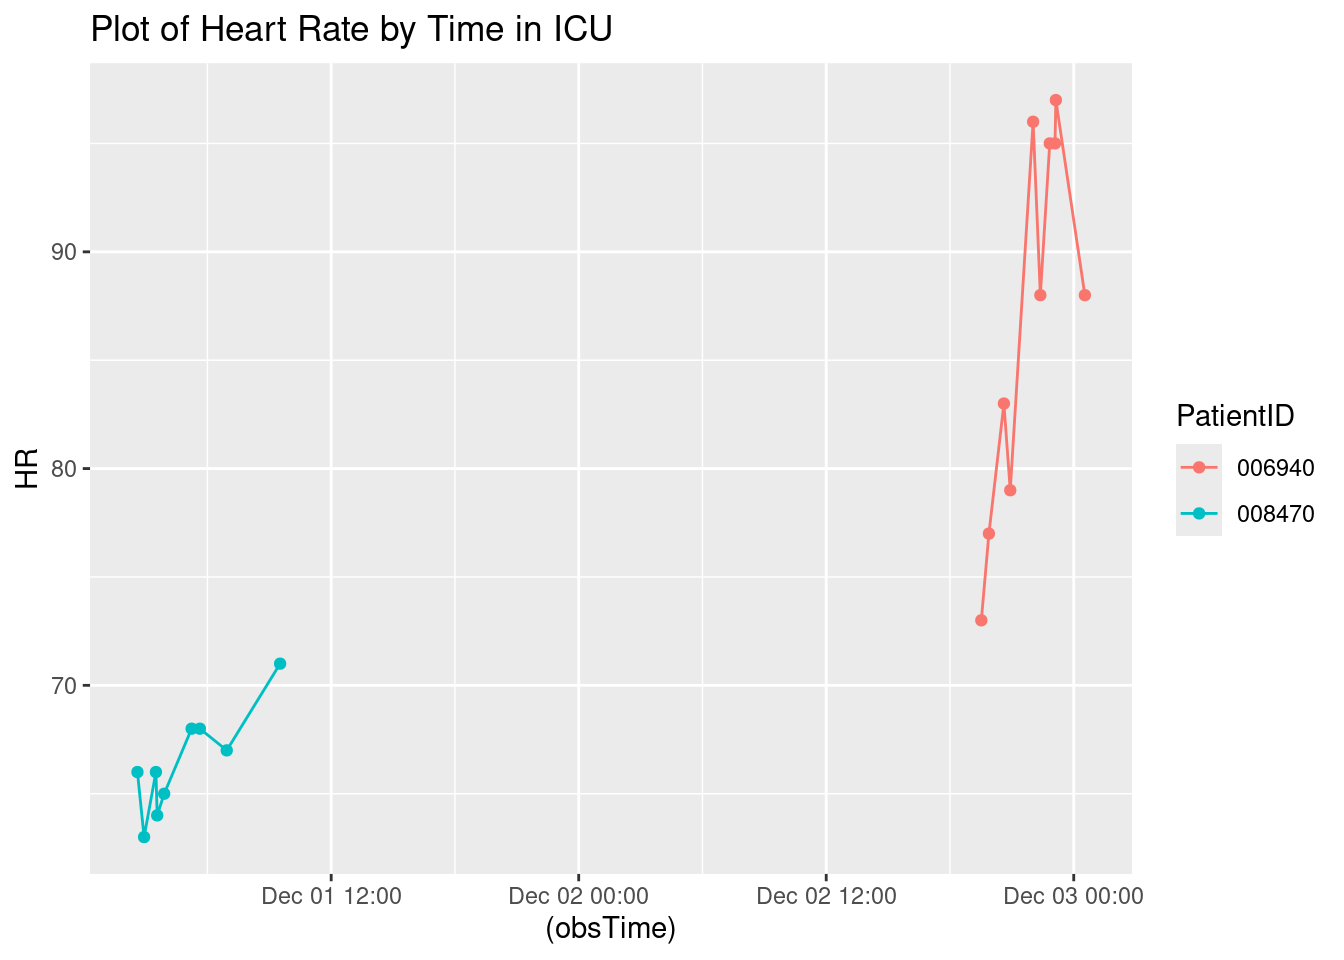 Plot of Heart Rate by Time in ICU
HR
90
80
70
Dec 01 12:00 Dec 02 00:00 Dec 02 12:00 Dec 03 00:00
(obsTime)
PatientID
006940
008470